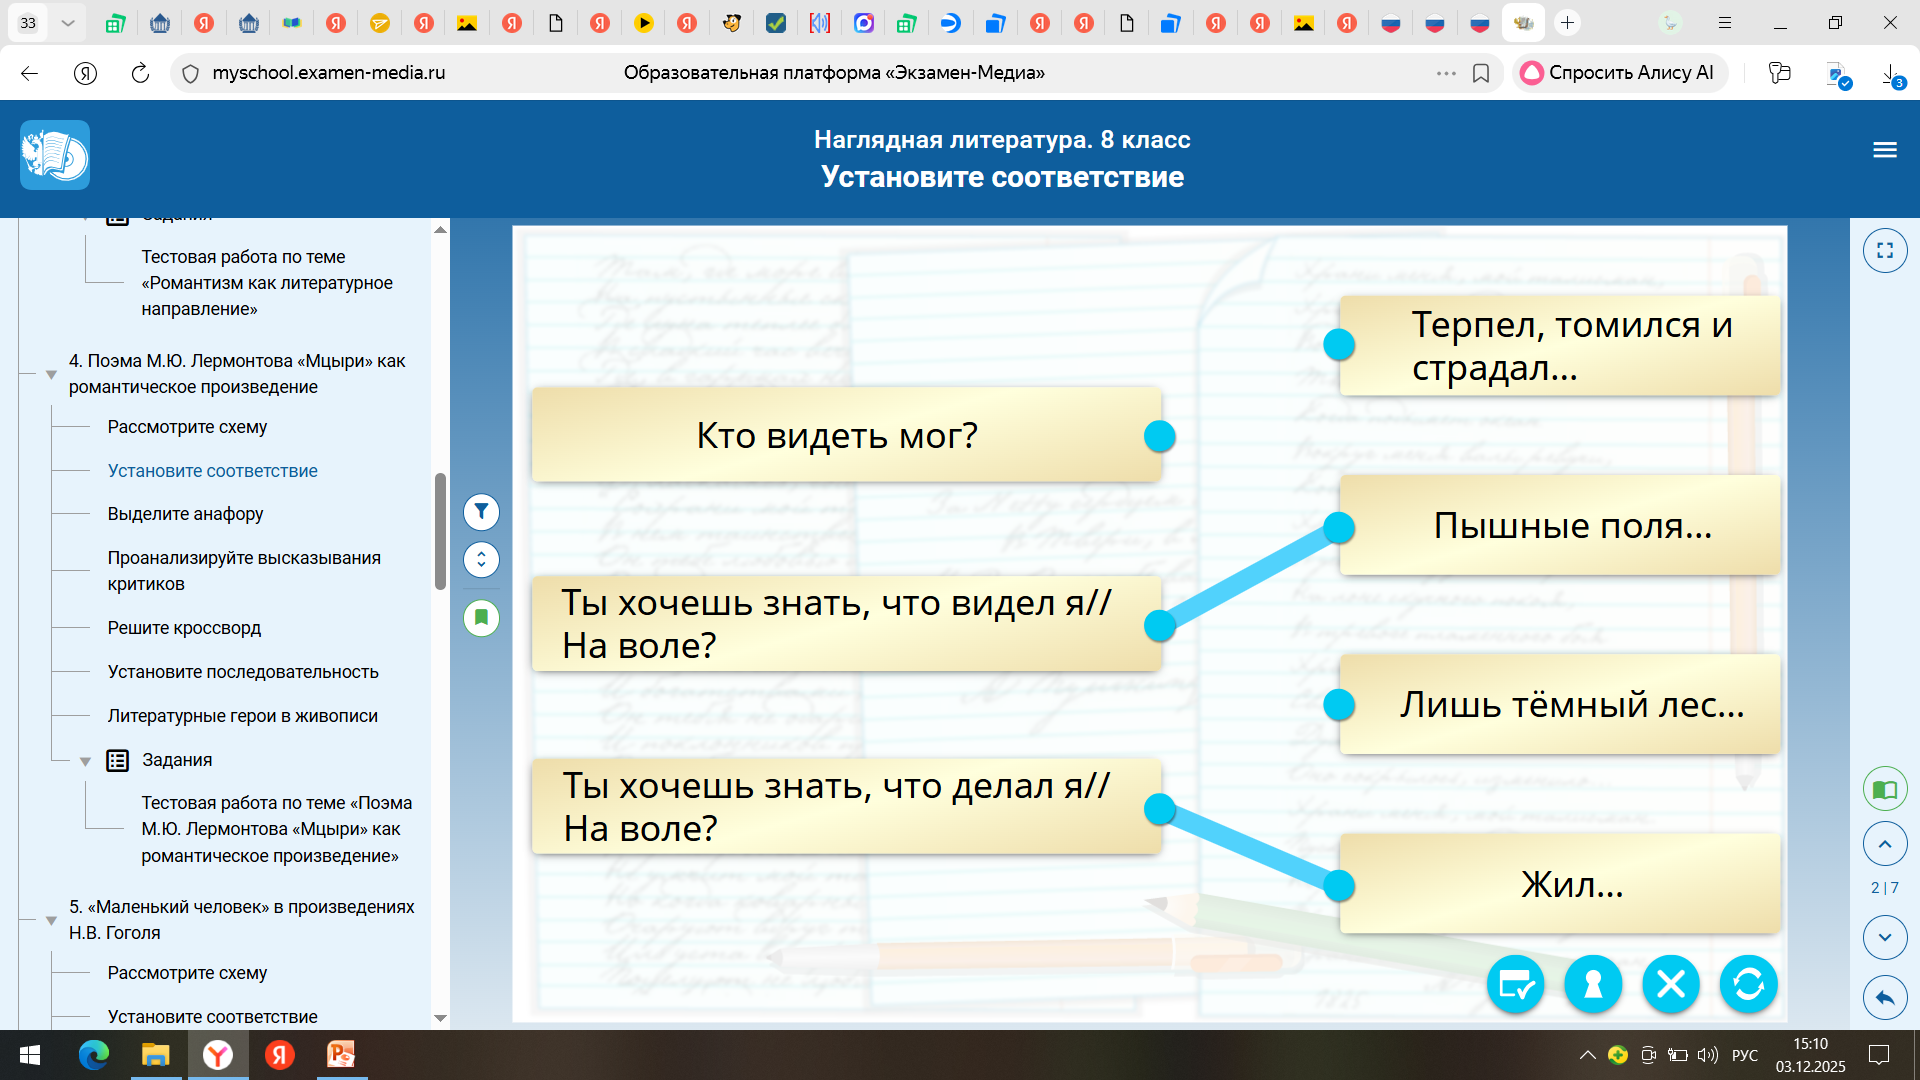 33
myschool.examen-media.ru
Образовательная платформа «Экзамен-Медиа»
Спросить Алису AI
3
Наглядная литература. 8 класс
Установите соответствие
Задания
Тестовая работа по теме
«Романтизм как литературное
направление»
4. Поэма М.Ю. Лермонтова «Мцыри» как
романтическое произведение
Рассмотрите схему
Установите соответствие
Выделите анафору
Проанализируйте высказывания
критиков
Решите кроссворд
Установите последовательность
Литературные герои в живописи
Задания
Тестовая работа по теме «Поэма
М.Ю. Лермонтова «Мцыри» как
романтическое произведение»
5. «Маленький человек» в произведениях
Н.В. Гоголя
Рассмотрите схему
Установите соответствие
Кто видеть мог?
Ты хочешь знать, что видел я//
На воле?
Ты хочешь знать, что делал я//
На воле?
Терпел, томился и
страдал...
Пышные поля...
Лишь тёмный лес...
Жил...
2 | 7
РУС
15:10
03.12.2025